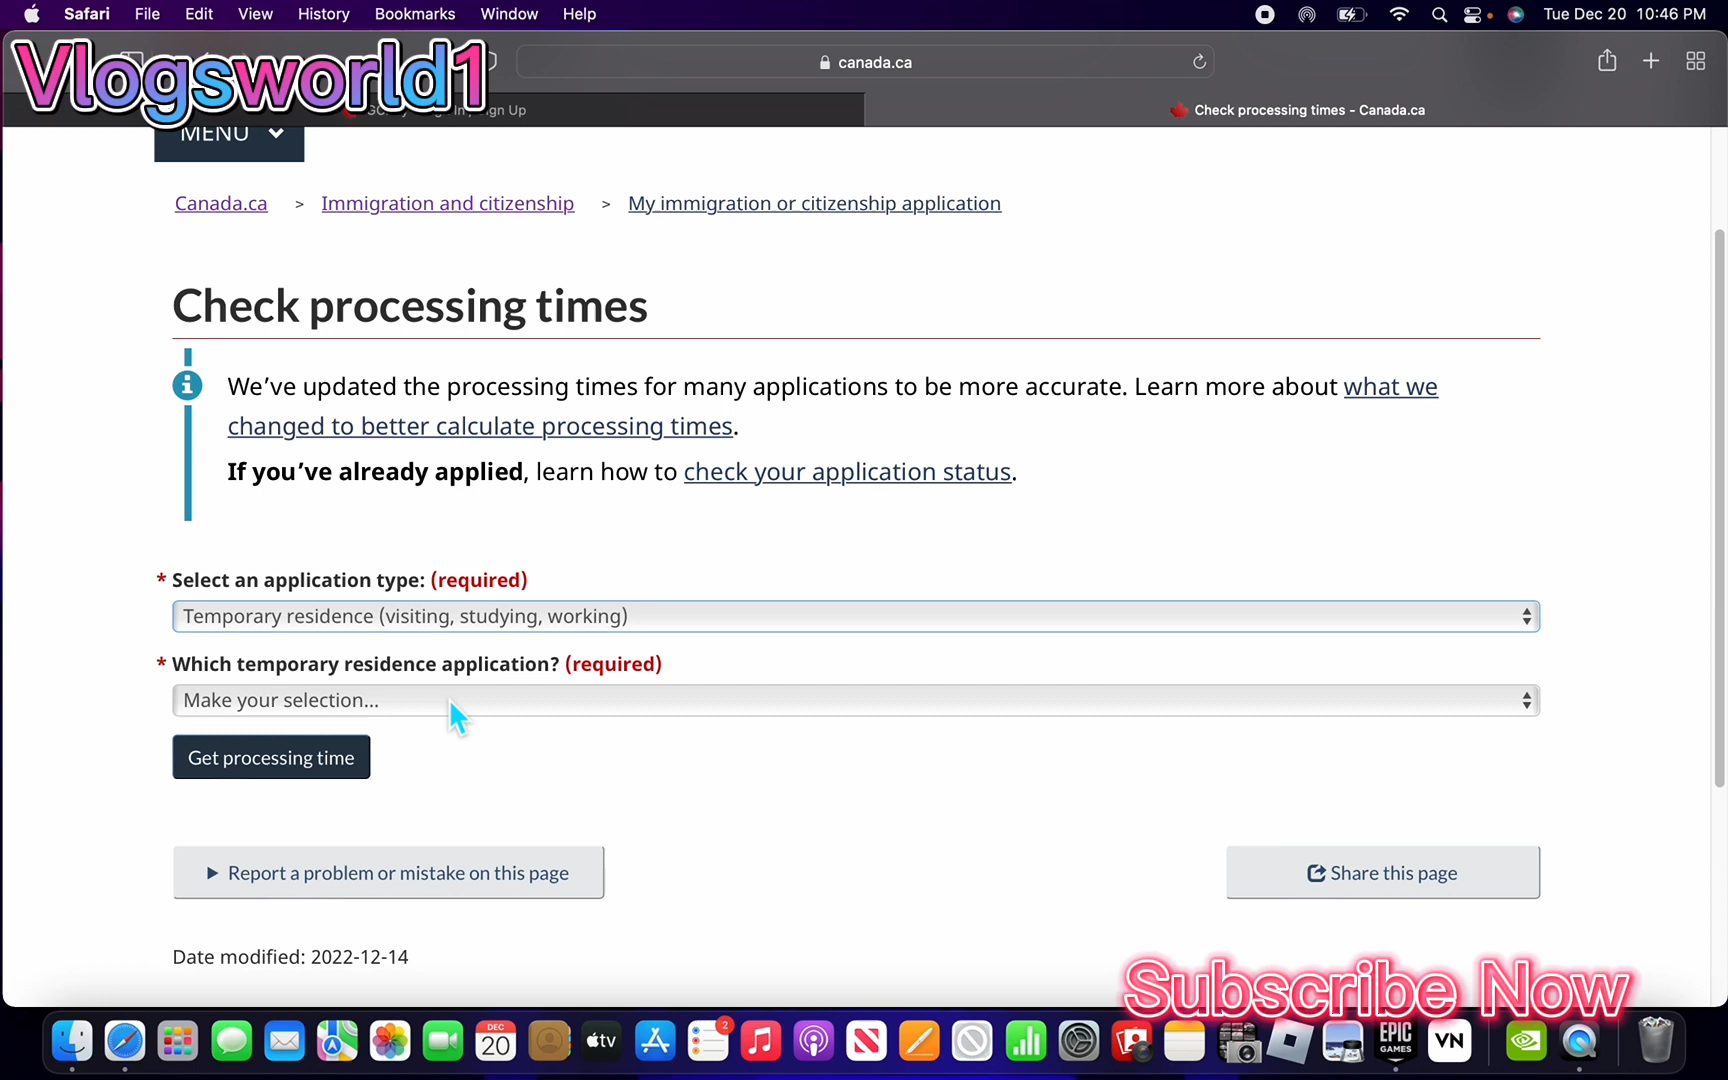 Safari File Edit View History Bookmarks Window Help Tue Dec 20 10:46 PM
Vlogsworld1
canada.ca
Sign Up
Check processing times - Canada.ca
MENU
Canada.ca > Immigration and citizenship > My immigration or citizenship application
Check processing times
We've updated the processing times for many applications to be more accurate. Learn more about what we
changed to better calculate processing times.
If you've already applied, learn how to check your application status.
* Select an application type: (required)
Temporary residence (visiting, studying, working)
* Which temporary residence application? (required)
Make your selection...
Get processing time
Report a problem or mistake on this page
Share this page
Date modified: 2022-12-14
Subscribe Now
DEC
20
tv
2
EPIC
GAMES
VN